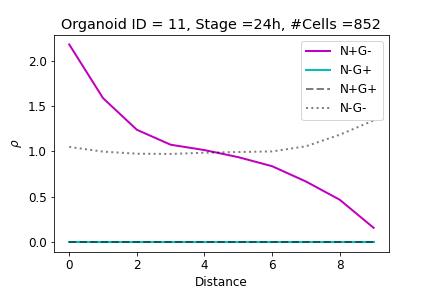 Organoid ID = 11, Stage =24h, #Cells =852
N+G-
N-G+
N+G+
N-G-
2.0
1.5
1.0
0.5
0.0
ρ
0 2 4 6 8
Distance